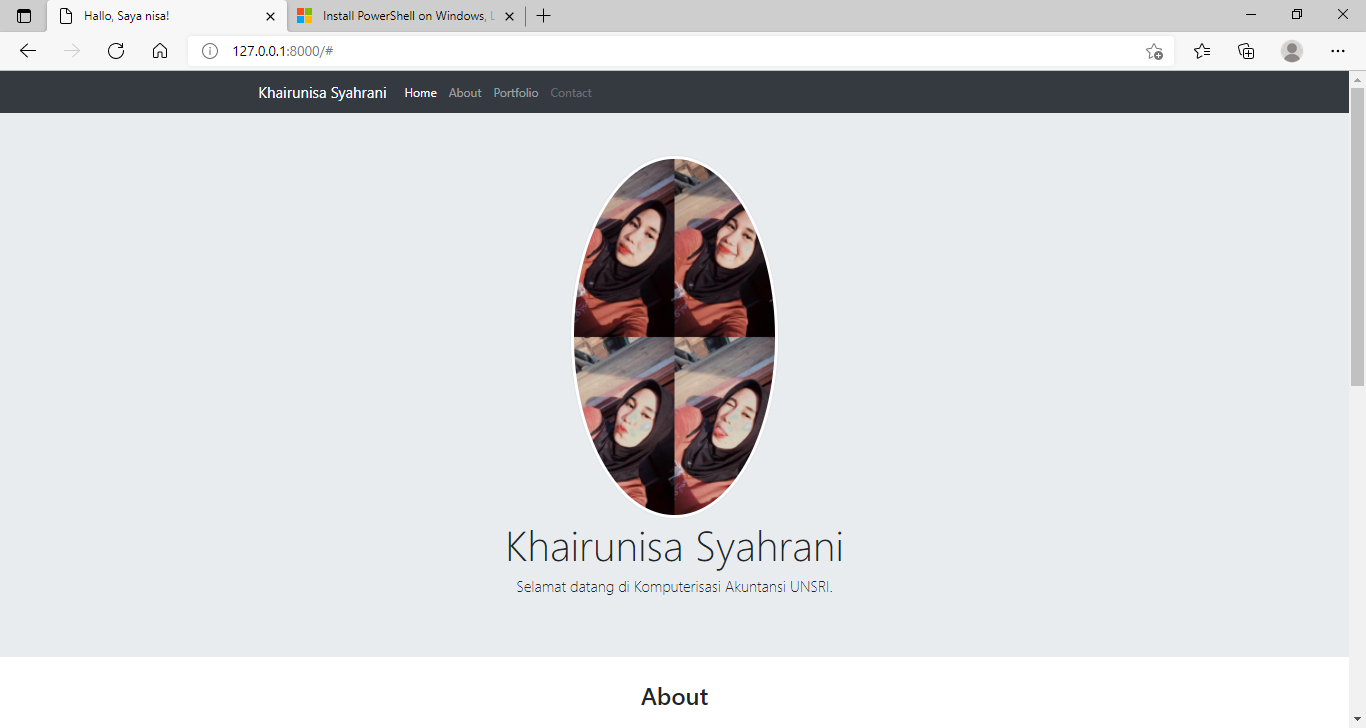 Hallo, Saya nisa!
Install PowerShell on Windows, L
127.0.0.1:8000/#
Khairunisa Syahrani Home About Portfolio Contact
Khairunisa Syahrani
Selamat datang di Komputerisasi Akuntansi UNSRI.
About